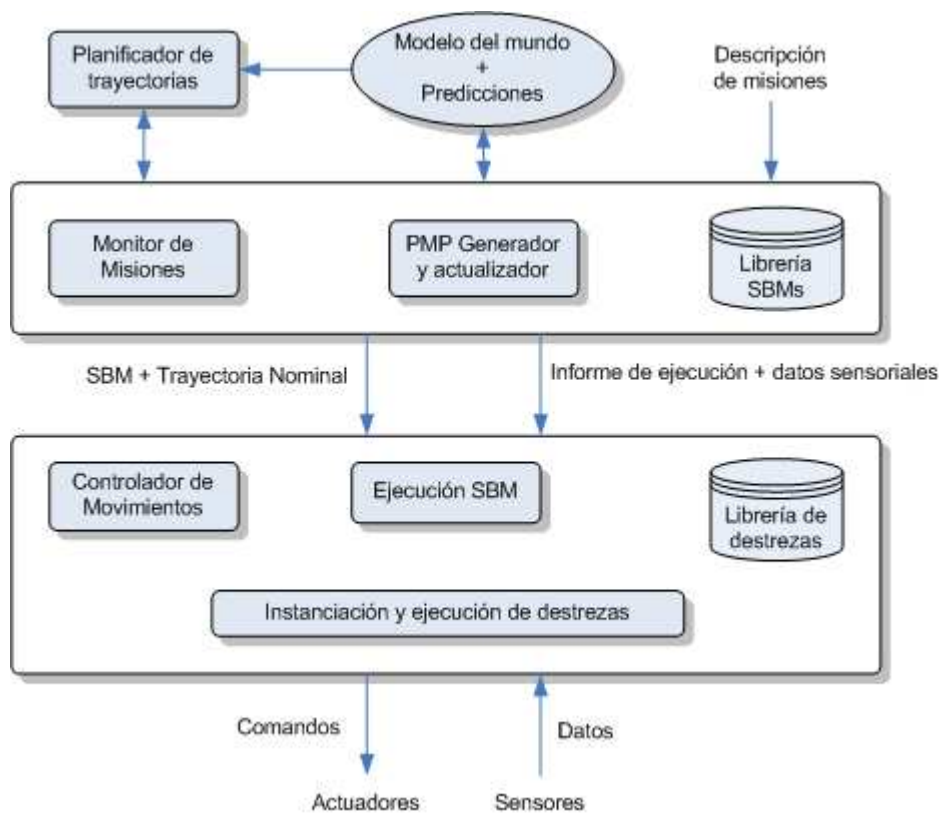 Planificador de
trayectorias
Modelo del mundo
+
Predicciones
Descripción
de misiones
Monitor de
Misiones
PMP Generador
y actualizador
Librería
SBMs
SBM + Trayectoria Nominal
Informe de ejecución + datos sensoriales
Controlador de
Movimientos
Ejecución SBM
Librería de
destrezas
Instanciación y ejecución de destrezas
Comandos
Datos
Actuadores
Sensores